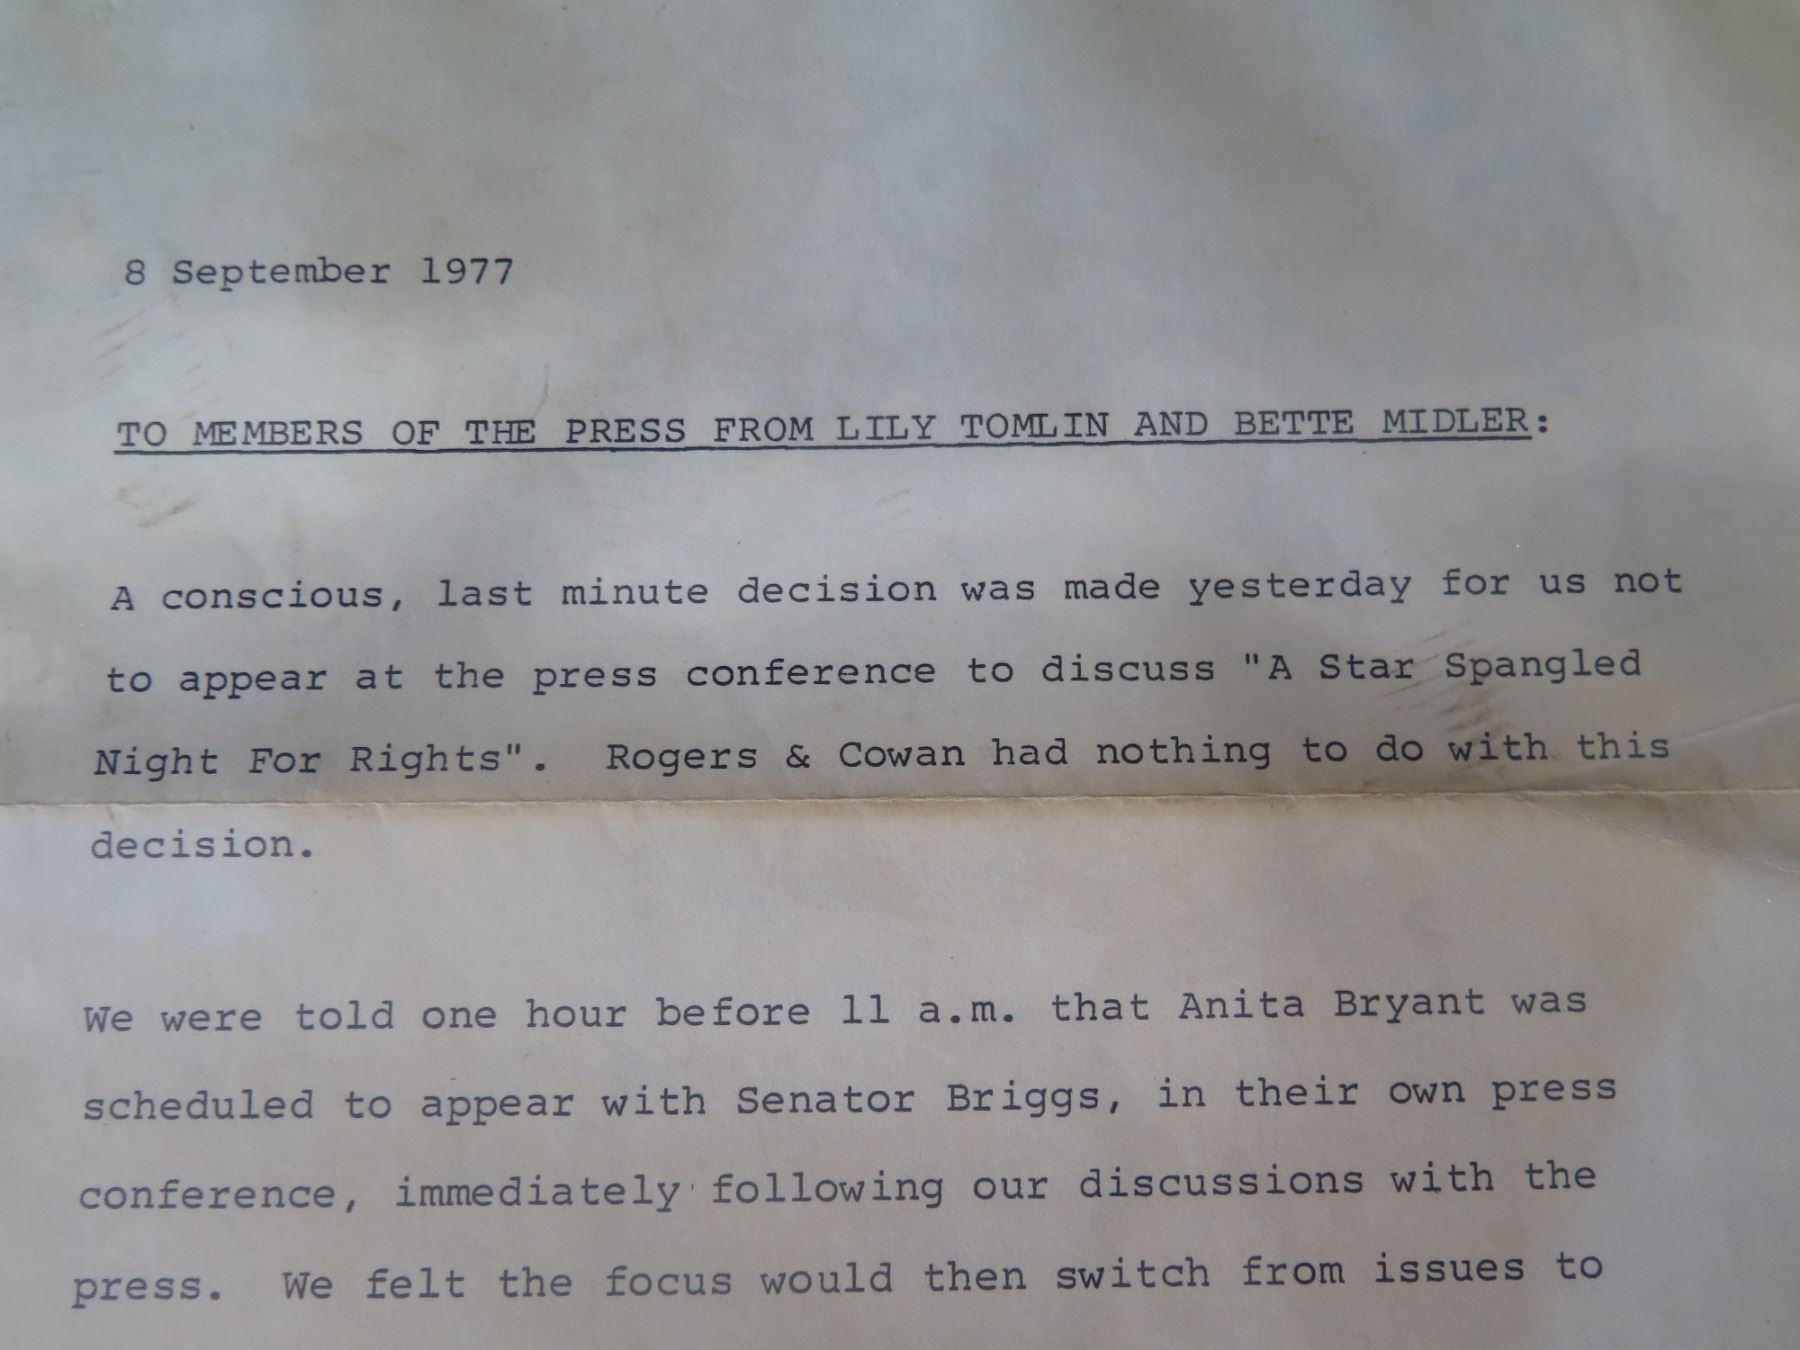 8 September 1977
TO MEMBERS OF THE PRESS FROM LILY TOMLIN AND BETTE MIDLER:
A conscious, last minute decision was made yesterday for us not
to appear at the press conference to discuss "A Star Spangled
Night For Rights".  Rogers & Cowan had nothing to do with this
decision.
We were told one hour before 11 a.m. that Anita Bryant was
scheduled to appear with Senator Briggs, in their own press
conference, immediately following our discussions with the
press.  We felt the focus would then switch from issues to